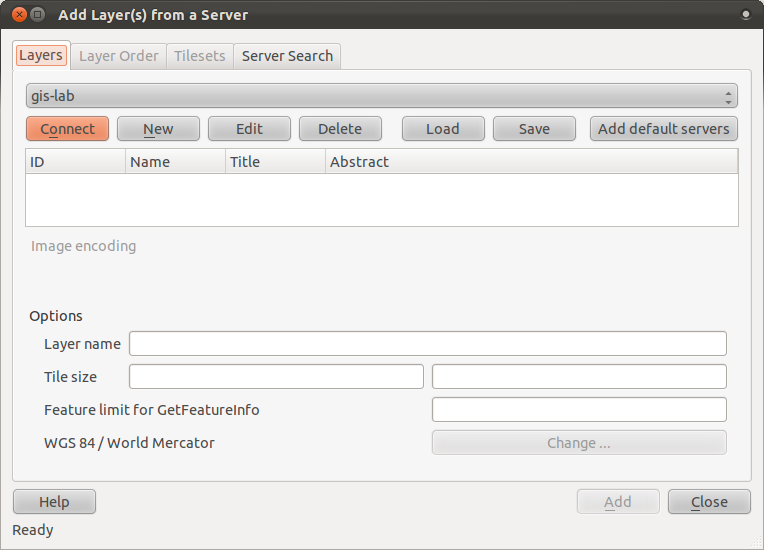 Add Layer(s) from a Server
Layers Layer Order Tilesets Server Search
gis-lab
Connect New Edit Delete Load Save Add default servers
ID Name Title Abstract
Image encoding
Options
Layer name
Tile size
Feature limit for GetFeatureInfo
WGS 84 / World Mercator Change ...
Help Add Close
Ready